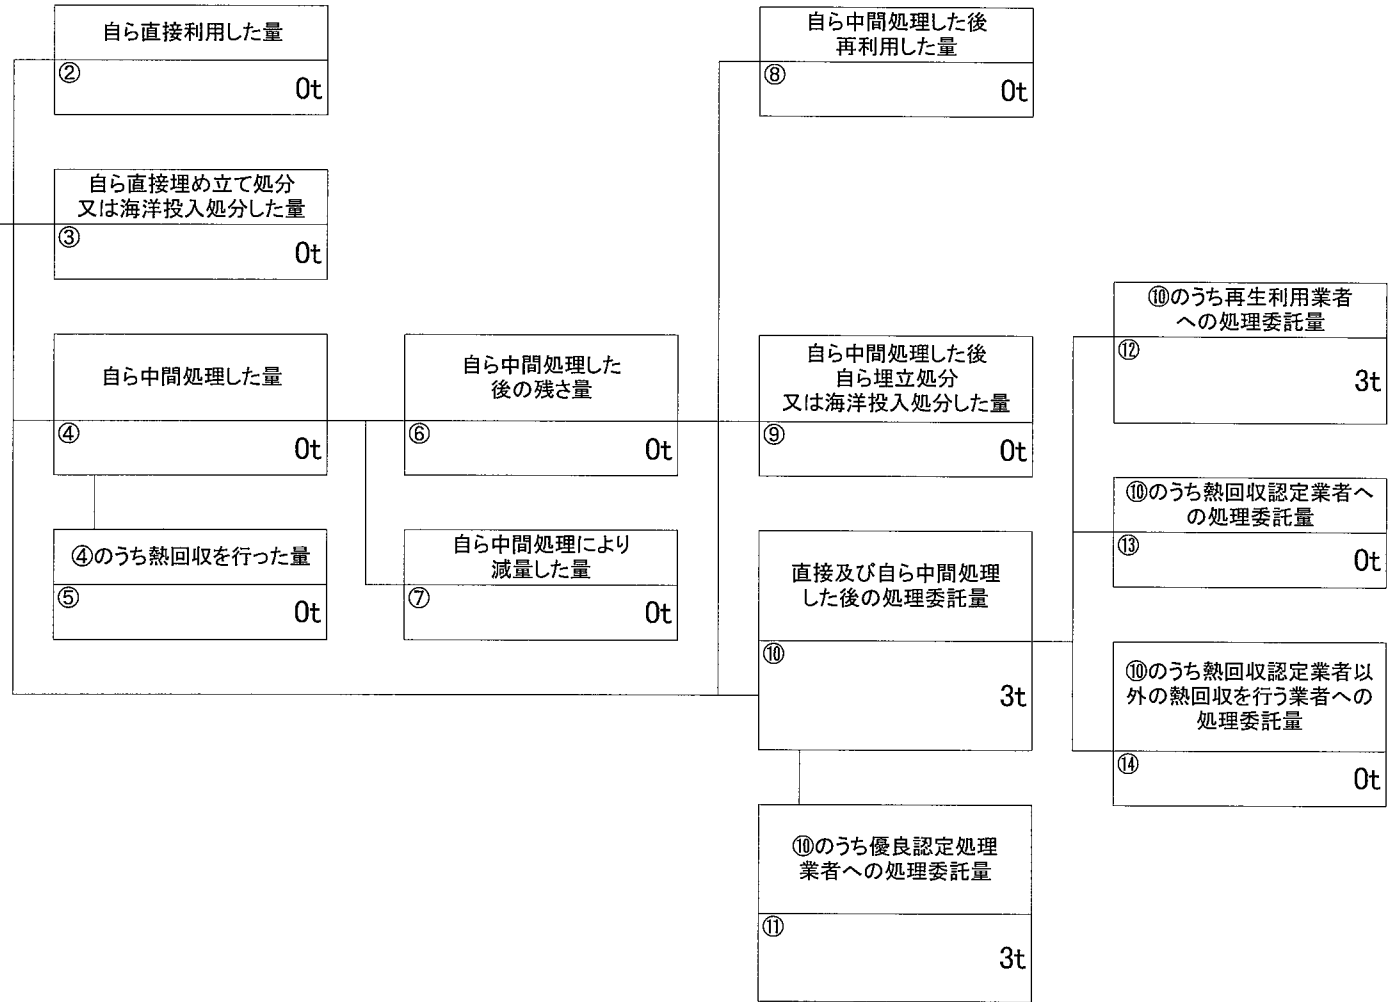 自ら直接利用した量
②
0t
自ら直接埋め立て処分
又は海洋投入処分した量
③
0t
自ら中間処理した量
④
0t
④のうち熱回収を行った量
⑤
0t
自ら中間処理した
後の残さ量
⑥
0t
自ら中間処理により
減量した量
⑦
0t
自ら中間処理した後
再利用した量
⑧
0t
自ら中間処理した後
自ら埋立処分
又は海洋投入処分した量
⑨
0t
直接及び自ら中間処理
した後の処理委託量
⑩
3t
⑩のうち優良認定処理
業者への処理委託量
⑪
3t
⑩のうち再生利用業者
への処理委託量
⑫
3t
⑩のうち熱回収認定業者へ
の処理委託量
⑬
0t
⑩のうち熱回収認定業者以
外の熱回収を行う業者への
処理委託量
⑭
0t